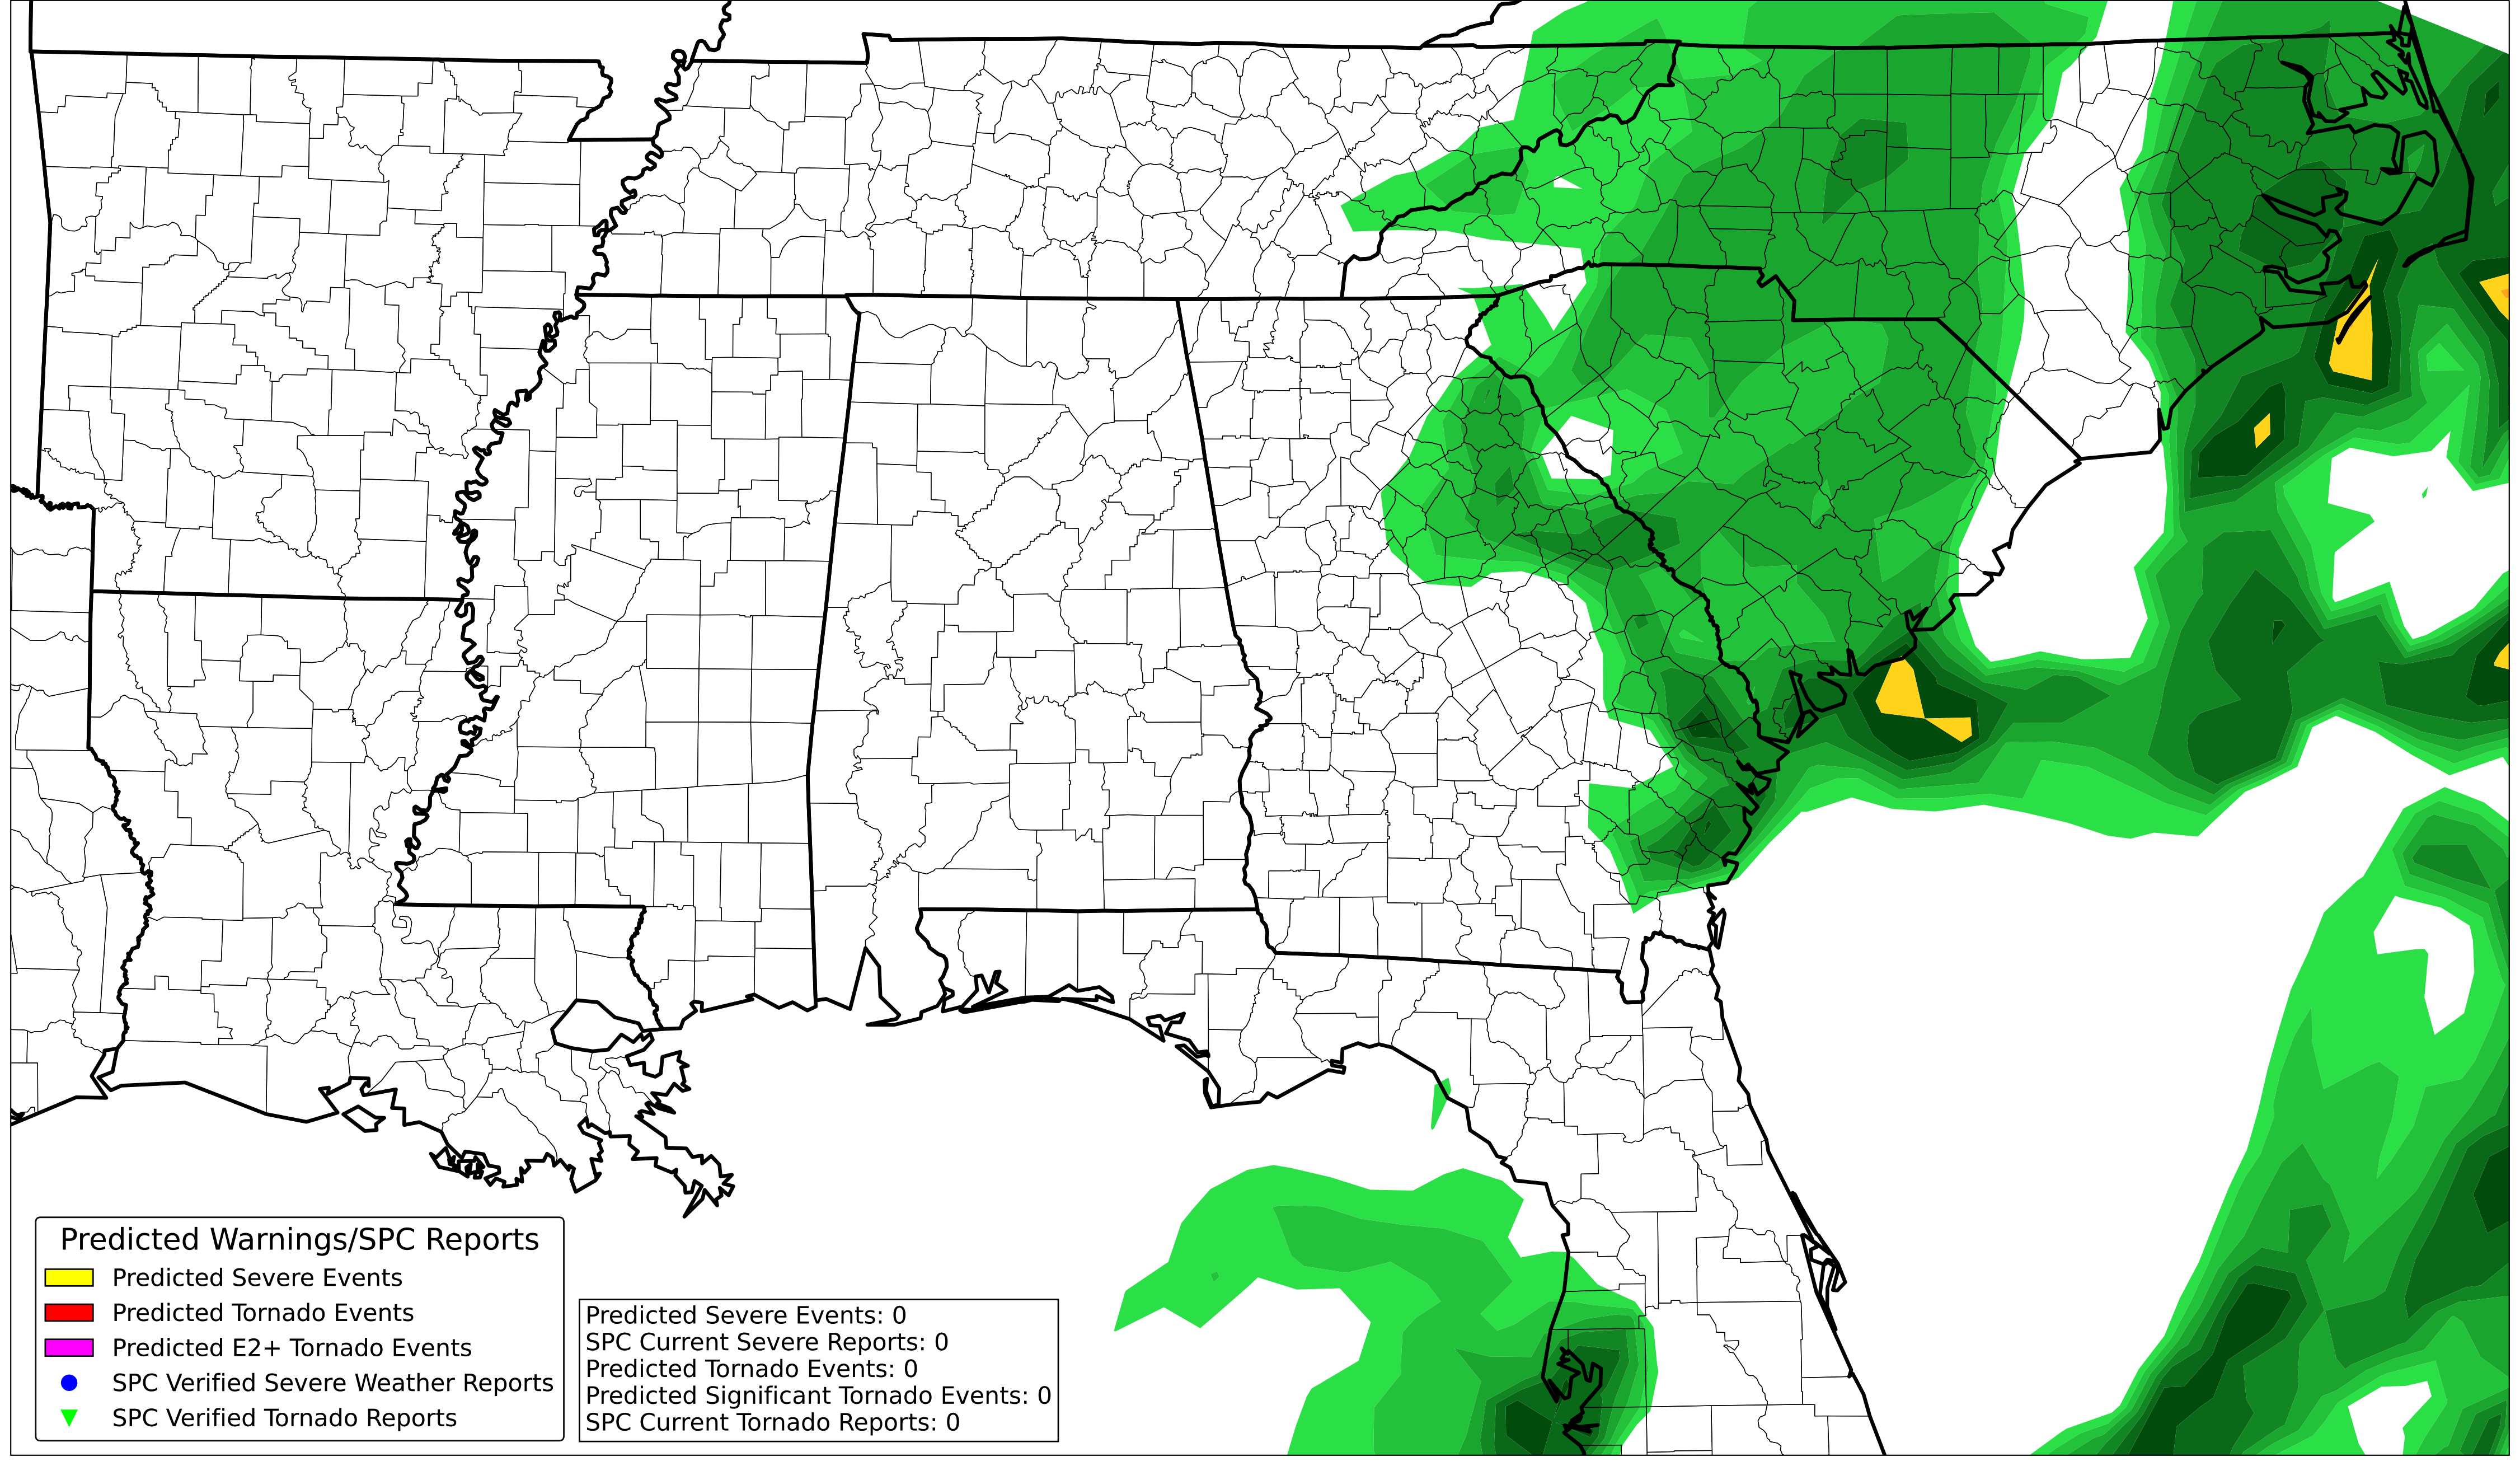 Predicted Warnings/SPC Reports
Predicted Severe Events
Predicted Tornado Events
Predicted E2+ Tornado Events
SPC Verified Severe Weather Reports
SPC Verified Tornado Reports
Predicted Severe Events: 0
SPC Current Severe Reports: 0
Predicted Tornado Events: 0
Predicted Significant Tornado Events: 0
SPC Current Tornado Reports: 0